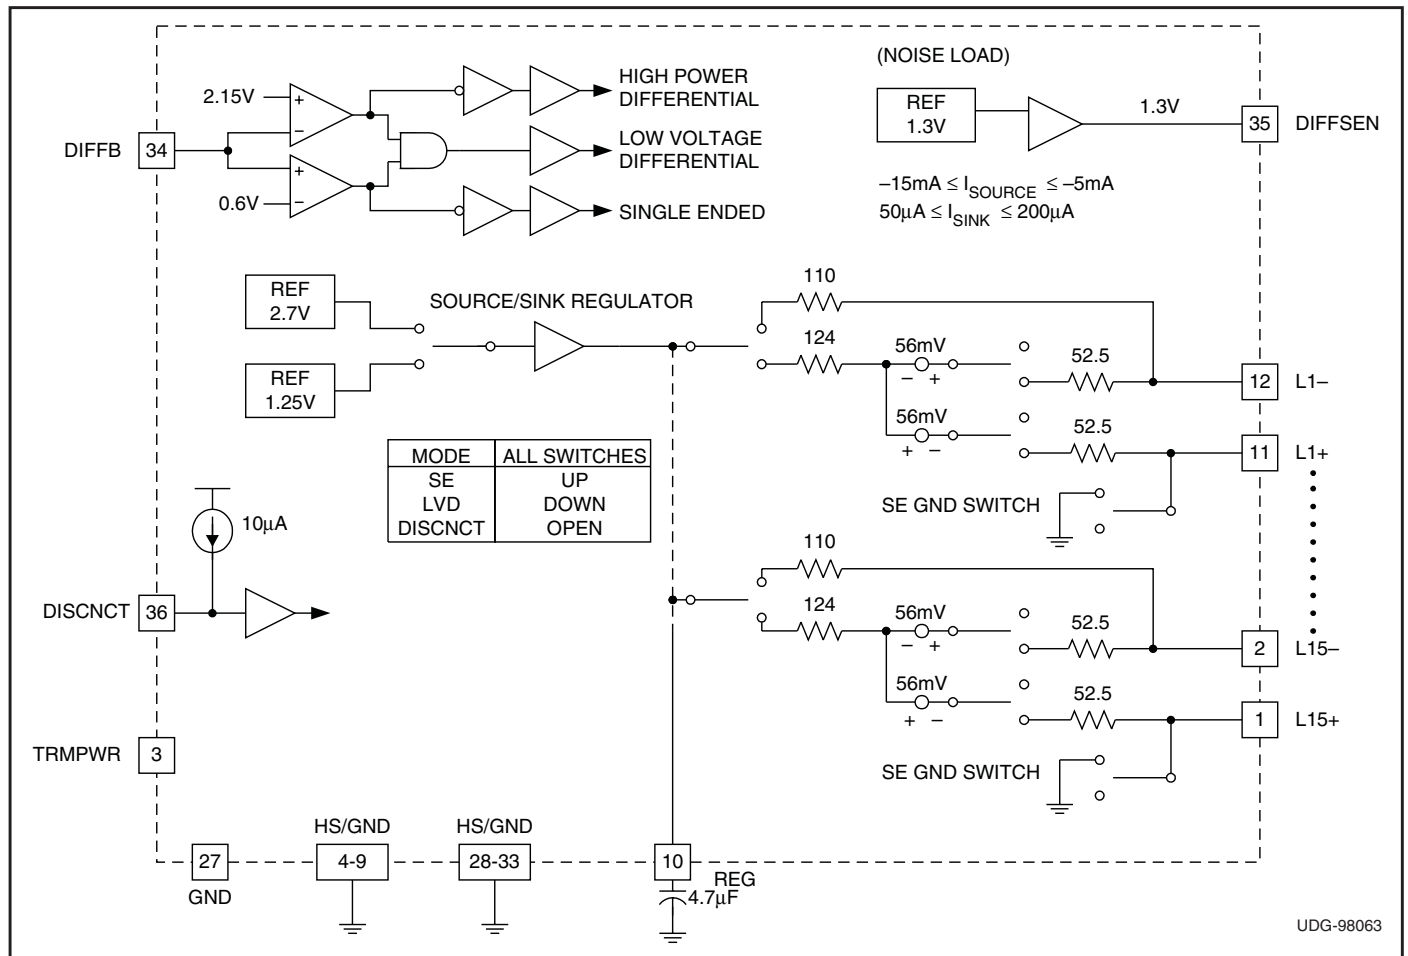 (NOISE LOAD)
HIGH POWER
DIFFERENTIAL
2.15V
+
−
REF
1.3V
1.3V
35
DIFFSEN
DIFFB
34
LOW VOLTAGE
DIFFERENTIAL
+
−
0.6V
SINGLE ENDED
–15mA ≤ ISOURCE ≤ –5mA
50µA ≤ ISINK ≤ 200µA
REF
2.7V
SOURCE/SINK REGULATOR
REF
1.25V
110
124
56mV
− +
52.5
12
L1–
56mV
+ −
52.5
11
L1+
SE GND SWITCH
MODE ALL SWITCHES
SE UP
LVD DOWN
DISCNCT OPEN
10µA
DISCNCT
36
110
124
56mV
− +
52.5
2
L15–
56mV
+ −
52.5
1
L15+
SE GND SWITCH
TRMPWR
3
HS/GND
HS/GND
27
4-9
28-33
10
GND
REG
4.7µF
UDG-98063